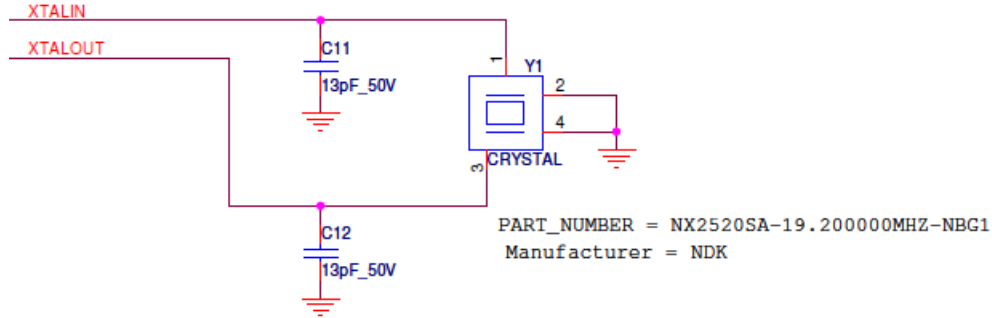 XTALIN
XTALOUT
C11
13pF_50V
1
Y1
2
4
3
CRYSTAL
C12
13pF_50V
PART_NUMBER = NX2520SA-19.200000MHZ-NBG1
Manufacturer = NDK